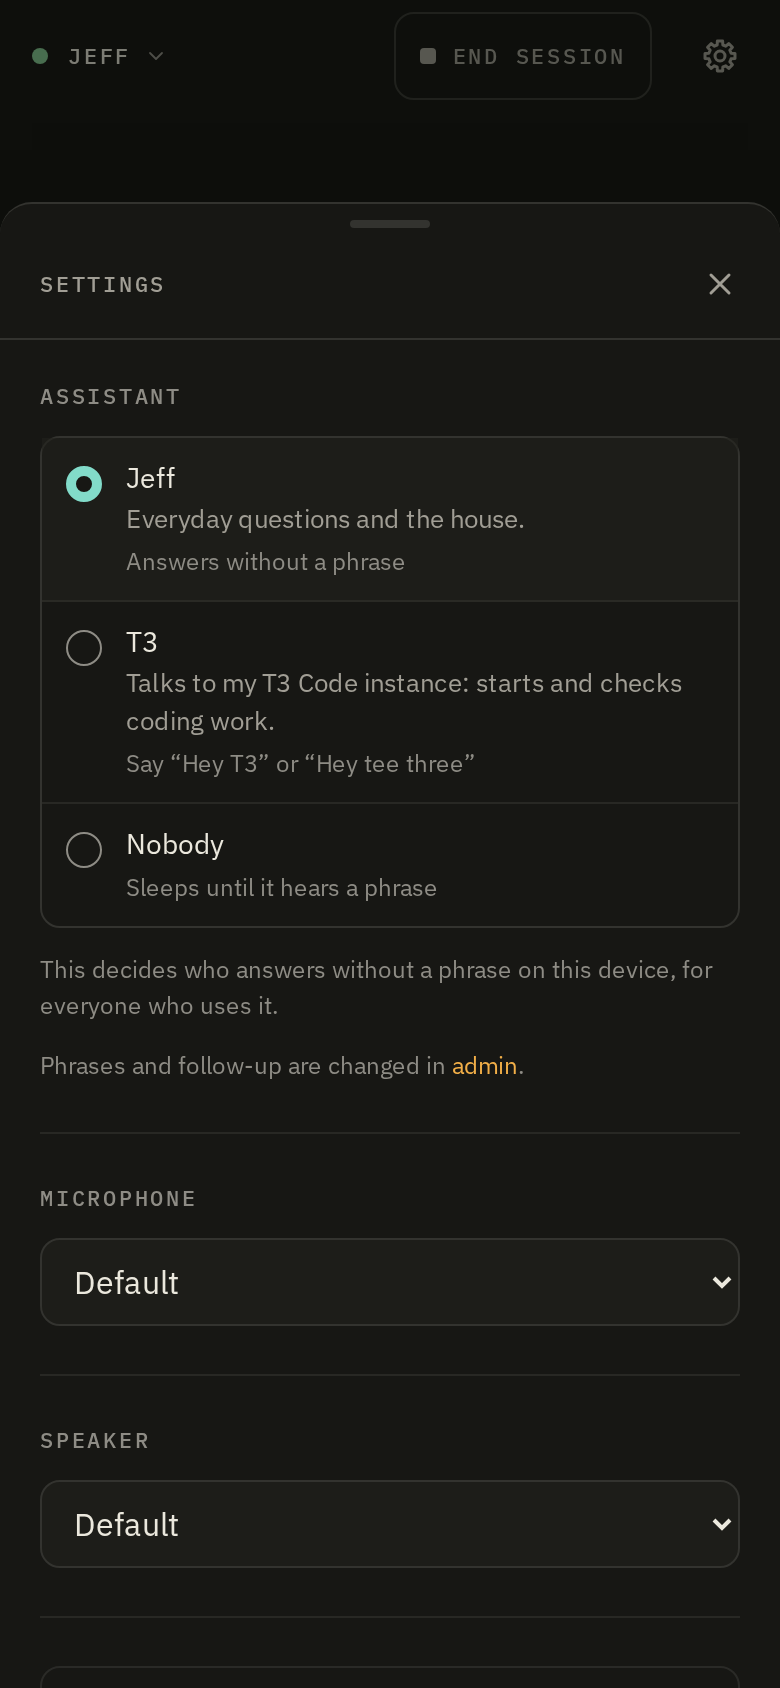 JEFF
END SESSION
SETTINGS
ASSISTANT
Jeff
Everyday questions and the house.
Answers without a phrase
T3
Talks to my T3 Code instance: starts and checks
coding work.
Say “Hey T3” or “Hey tee three”
Nobody
Sleeps until it hears a phrase
This decides who answers without a phrase on this device, for
everyone who uses it.
Phrases and follow-up are changed in admin.
MICROPHONE
Default
SPEAKER
Default